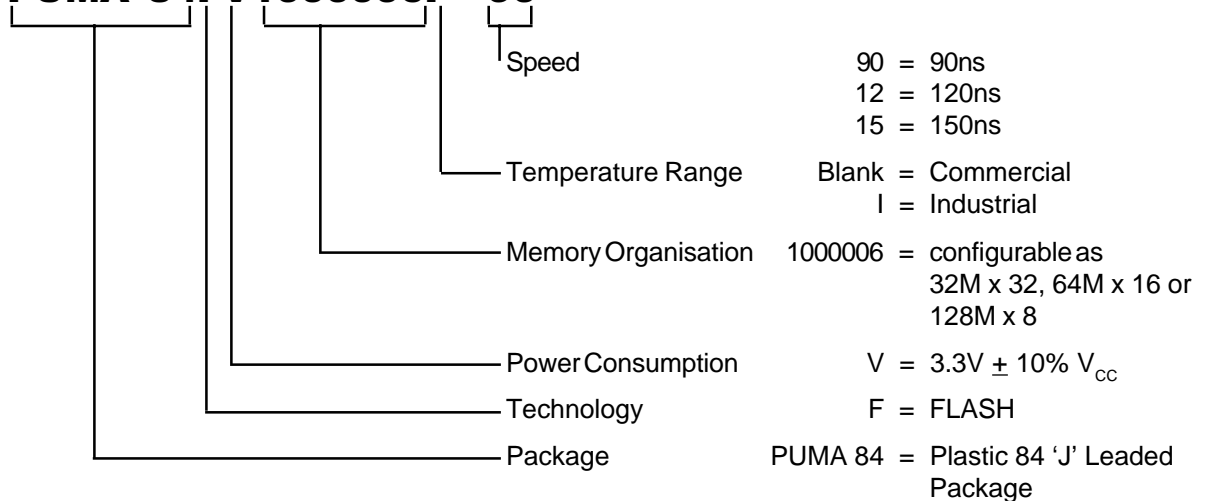 Speed 90 = 90ns
12 = 120ns
15 = 150ns
Temperature Range Blank = Commercial
I = Industrial
Memory Organisation 1000006 = configurable as
32M x 32, 64M x 16 or
128M x 8
Power Consumption V = 3.3V ± 10% VCC
Technology F = FLASH
Package PUMA 84 = Plastic 84 ‘J’ Leaded
Package